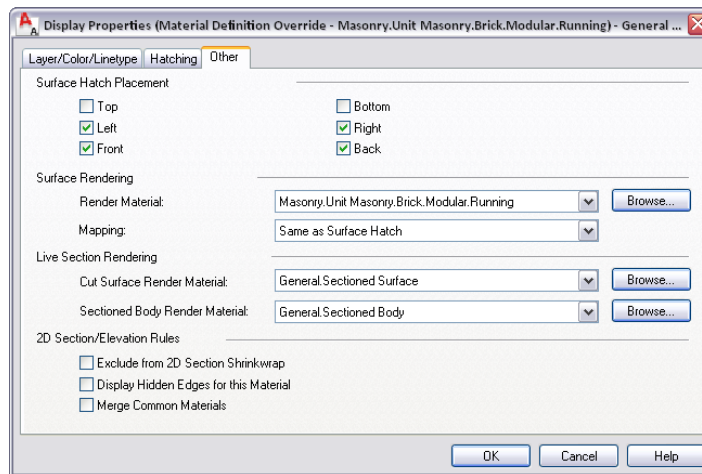 Display Properties (Material Definition Override - Masonry.Unit Masonry.Brick.Modular.Running) - General ...
Layer/Color/Linetype Hatching Other
Surface Hatch Placement
Top Bottom
Left Right
Front Back
Surface Rendering
Render Material: Masonry.Unit Masonry.Brick.Modular.Running Browse...
Mapping: Same as Surface Hatch
Live Section Rendering
Cut Surface Render Material: General.Sectioned Surface Browse...
Sectioned Body Render Material: General.Sectioned Body Browse...
2D Section/Elevation Rules
Exclude from 2D Section Shrinkwrap
Display Hidden Edges for this Material
Merge Common Materials
OK Cancel Help